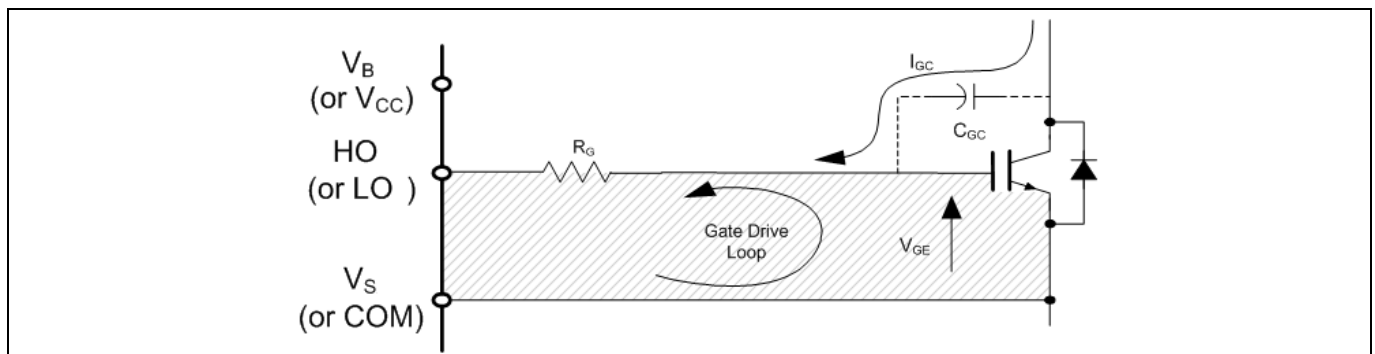 V_B
(or V_CC)
HO
(or LO )
V_S
(or COM)
R_G
I_GC
C_GC
Gate Drive
Loop
V_GE